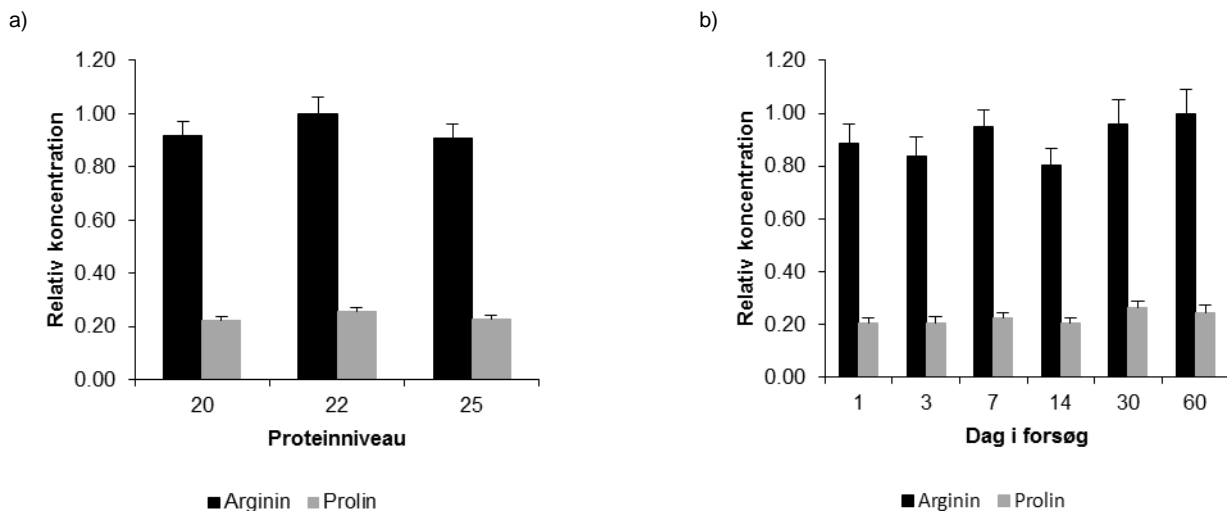 a)
1.20
1.00
0.80
0.60
0.40
0.20
0.00
Relativ koncentration
20 22 25
Proteinniveau
Arginin Prolin
b)
1.20
1.00
0.80
0.60
0.40
0.20
0.00
Relativ koncentration
1 3 7 14 30 60
Dag i forsøg
Arginin Prolin